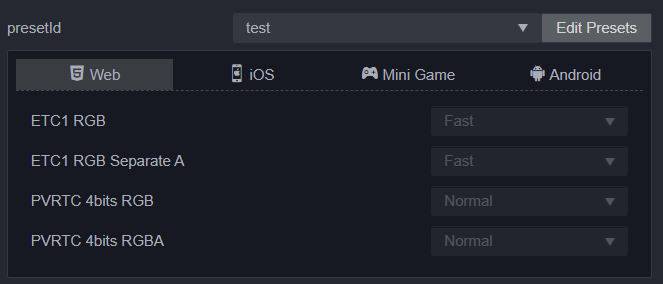 presetId test Edit Presets
Web iOS Mini Game Android
ETC1 RGB Fast
ETC1 RGB Separate A Fast
PVRTC 4bits RGB Normal
PVRTC 4bits RGBA Normal